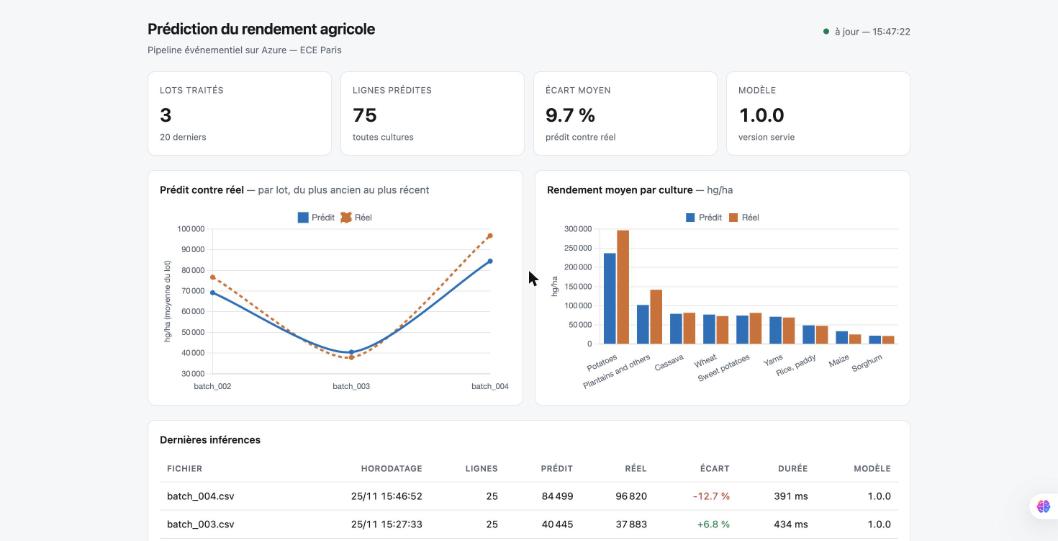 Prédiction du rendement agricole
à jour — 15:47:22
Pipeline événementiel sur Azure — ECE Paris
LOTS TRAITÉS
3
20 derniers
LIGNES PRÉDITES
75
toutes cultures
ÉCART MOYEN
9.7 %
prédit contre réel
MODÈLE
1.0.0
version servie
Prédit contre réel — par lot, du plus ancien au plus récent
Prédit Réel
hg/ha (moyenne du lot)
100 000
90 000
80 000
70 000
60 000
50 000
40 000
30 000
batch_002 batch_003 batch_004
Rendement moyen par culture — hg/ha
Prédit Réel
hg/ha
300 000
250 000
200 000
150 000
100 000
50 000
0
Potatoes
Plantains and others
Cassava
Wheat
Sweet potatoes
Yams
Rice, paddy
Maize
Sorghum
Dernières inférences
FICHIER HORODATAGE LIGNES PRÉDIT RÉEL ÉCART DURÉE MODÈLE
batch_004.csv 25/11 15:46:52 25 84 499 96 820 -12.7 % 391 ms 1.0.0
batch_003.csv 25/11 15:27:33 25 40 445 37 883 +6.8 % 434 ms 1.0.0